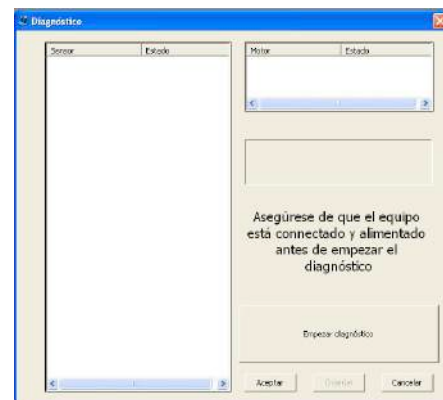 Diagnóstico
Sensor Estado
Motor Estado
Asegúrese de que el equipo
está connectado y alimentado
antes de empezar el
diagnóstico
Empezar diagnóstico
Aceptar Guardar Cancelar